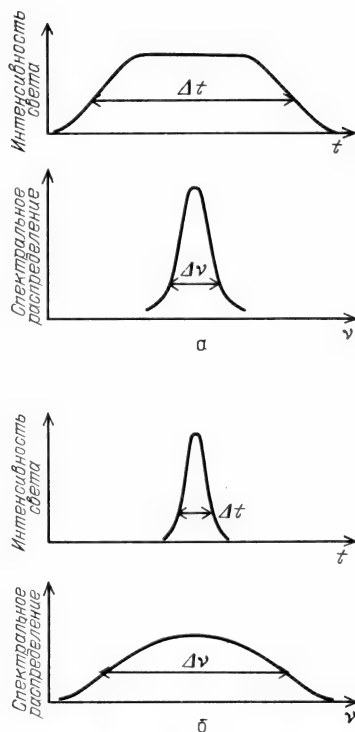 Интенсивность
света
Δt
t
Спектральное
распределение
Δν
ν
а
Интенсивность
света
Δt
t
Спектральное
распределение
Δν
ν
б